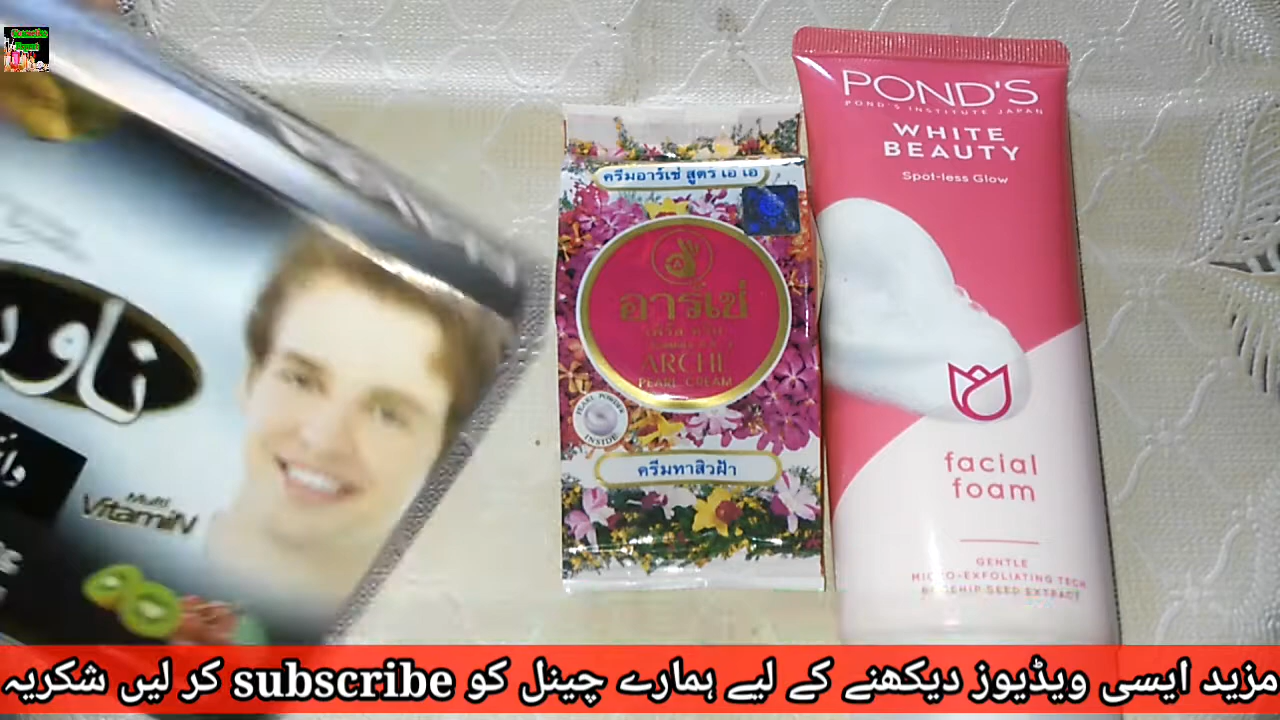 ناو
Multi
VitamiN
ครีมอาร์เช่ สูตร เอ เอ
อาร์เช่
ARCHE
PEARL CREAM
PEARL POWDER
INSIDE
ครีมทาสิวฝ้า
POND'S
POND'S INSTITUTE JAPAN
WHITE
BEAUTY
Spot-less Glow
facial
foam
GENTLE
MICRO-EXFOLIATING TECH
ROSEHIP SEED EXTRACT
مزید ایسی ویڈیوز دیکھنے کے لیے ہمارے چینل کو subscribe کر لیں شکریہ